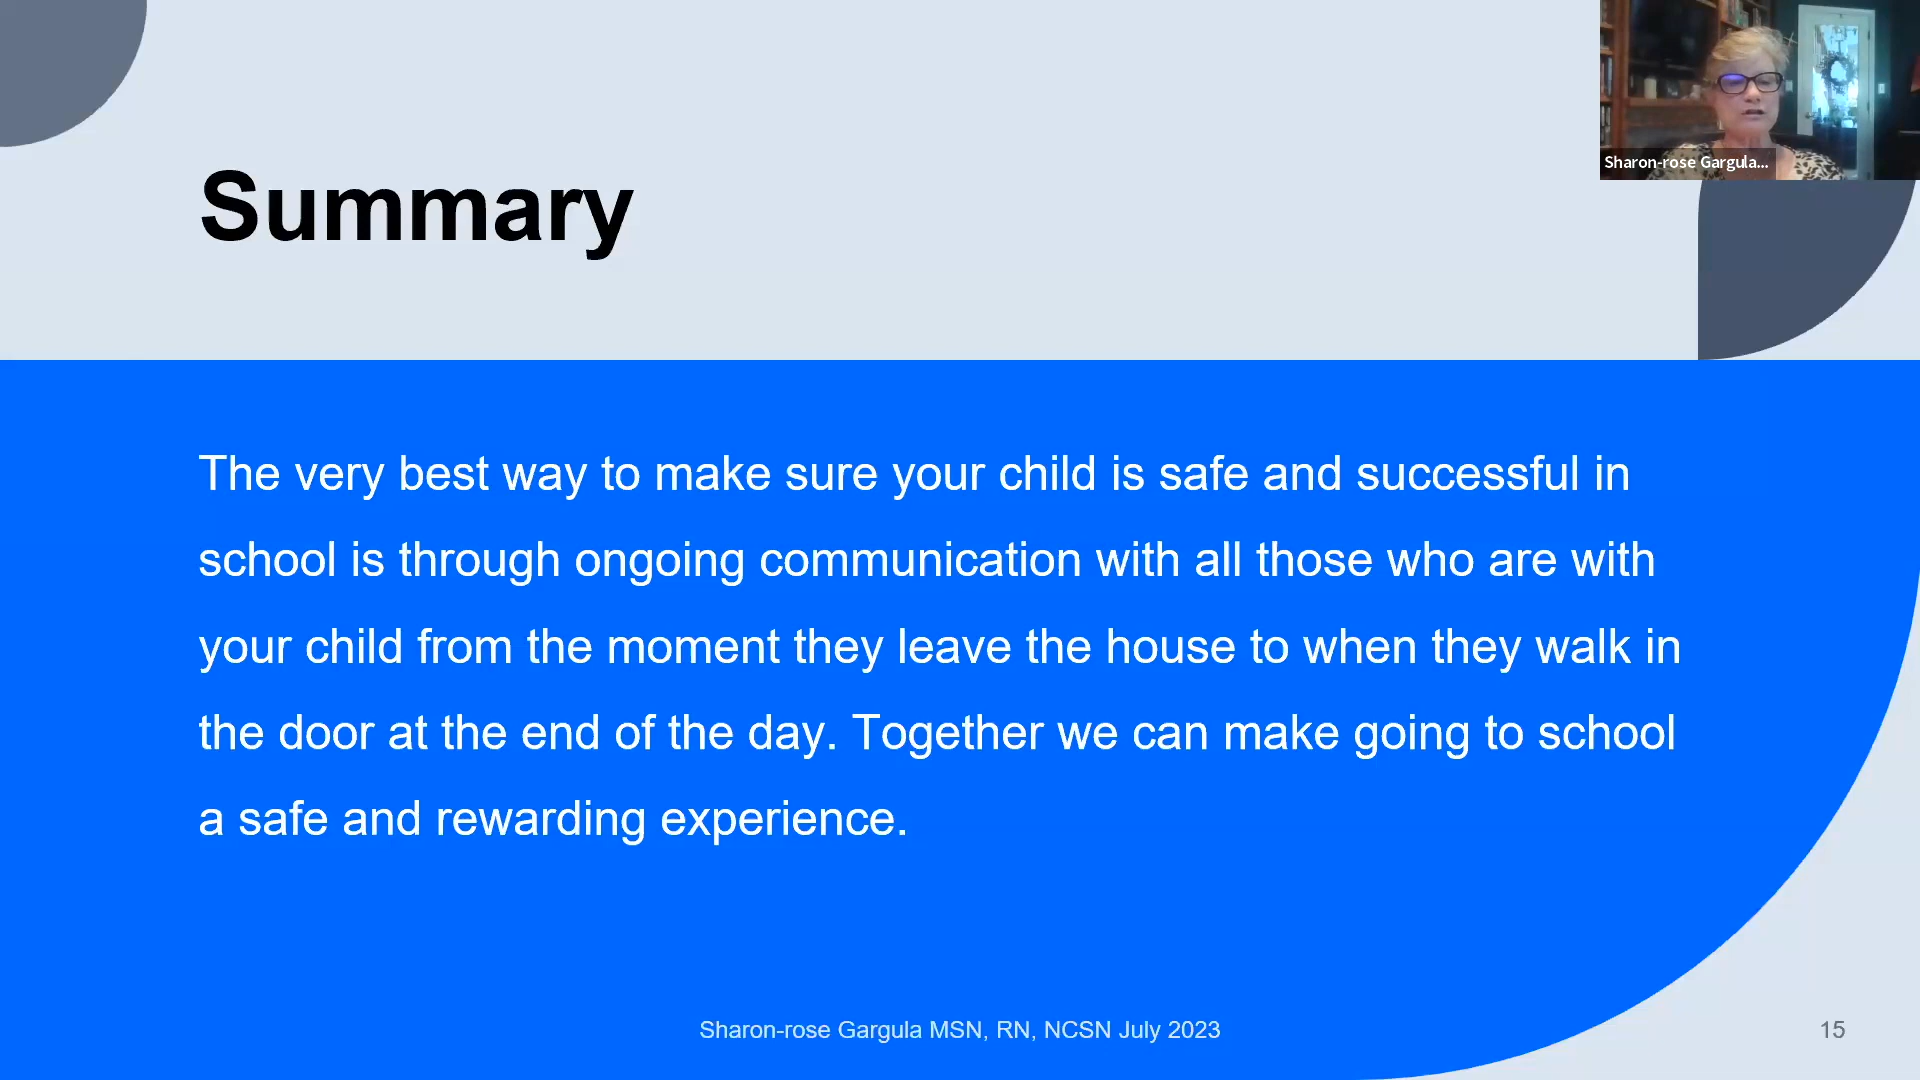 Sharon-rose Gargula...
Summary
The very best way to make sure your child is safe and successful in
school is through ongoing communication with all those who are with
your child from the moment they leave the house to when they walk in
the door at the end of the day. Together we can make going to school
a safe and rewarding experience.
Sharon-rose Gargula MSN, RN, NCSN July 2023
15